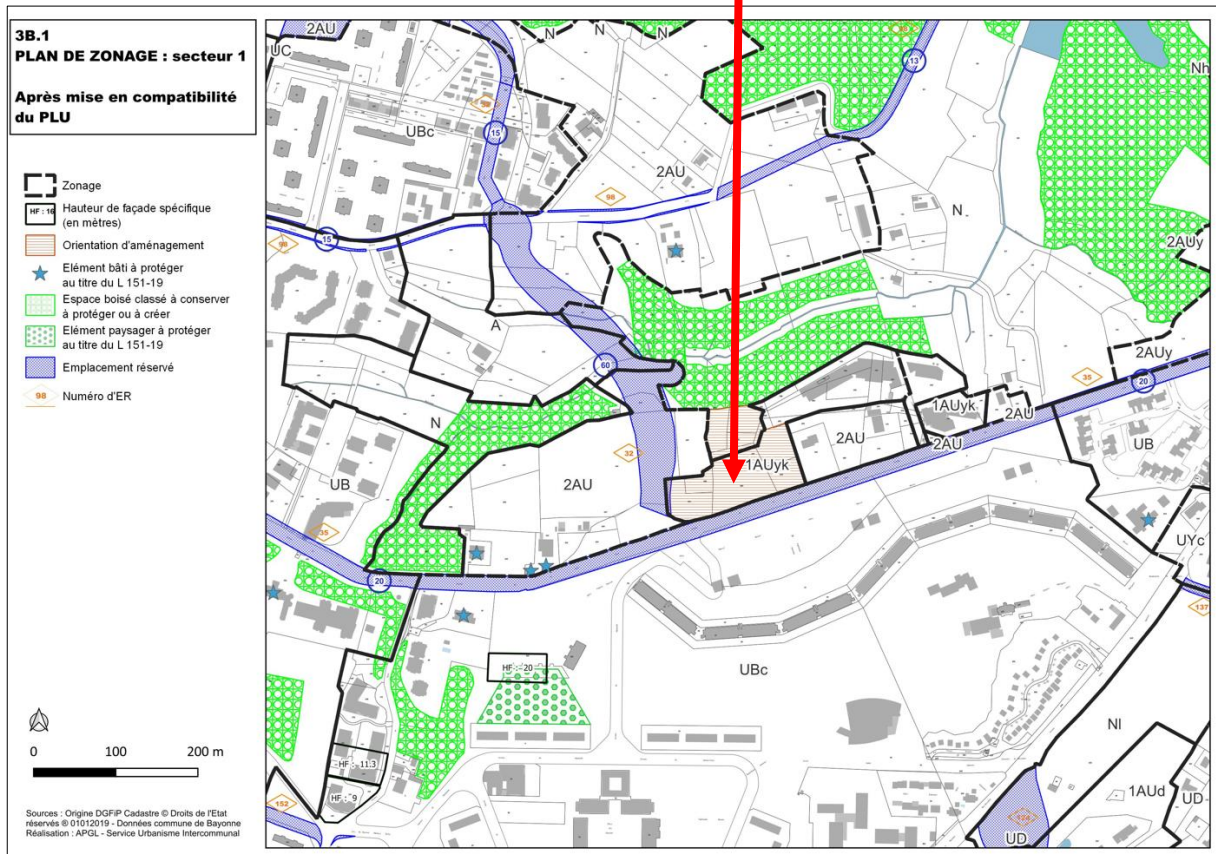 3B.1
PLAN DE ZONAGE : secteur 1
Après mise en compatibilité
du PLU
Zonage
HF : 16
Hauteur de façade spécifique
(en mètres)
Orientation d'aménagement
Elément bâti à protéger
au titre du L 151-19
Espace boisé classé à conserver
à protéger ou à créer
Elément paysager à protéger
au titre du L 151-19
Emplacement réservé
98
Numéro d'ER
0 100 200 m
Sources : Origine DGFiP Cadastre © Droits de l'Etat
réservés ® 01012019 - Données commune de Bayonne
Réalisation : APGL - Service Urbanisme Intercommunal
2AU
N
N
N
UC
13
Nh
UBc
15
2AU
98
N
15
2AUy
A
60
2AUy
35
20
1AUyk
2AU
2AU
2AU
N
32
1AUyk
UB
UB
2AU
35
UYc
20
137
HF : 20
UBc
NI
HF : 11.3
HF : 9
1AUd
UD
152
UD